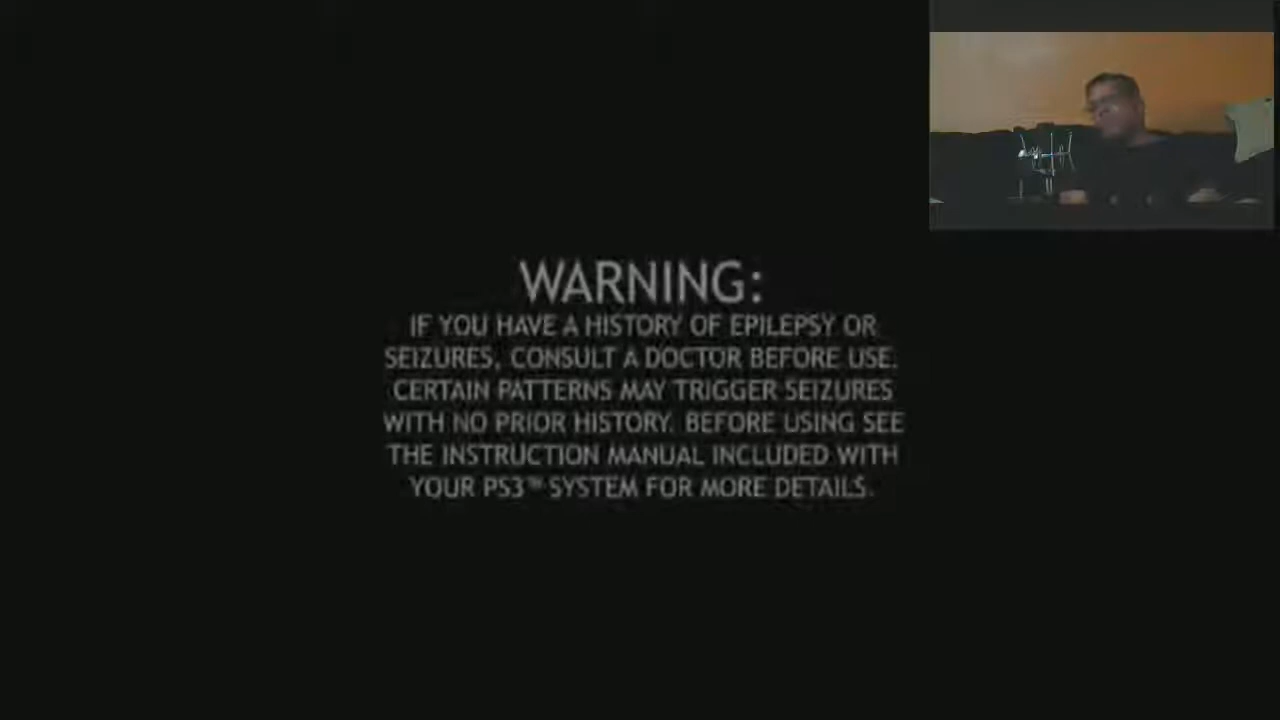 WARNING:
IF YOU HAVE A HISTORY OF EPILEPSY OR
SEIZURES, CONSULT A DOCTOR BEFORE USE.
CERTAIN PATTERNS MAY TRIGGER SEIZURES
WITH NO PRIOR HISTORY. BEFORE USING SEE
THE INSTRUCTION MANUAL INCLUDED WITH
YOUR PS3™ SYSTEM FOR MORE DETAILS.